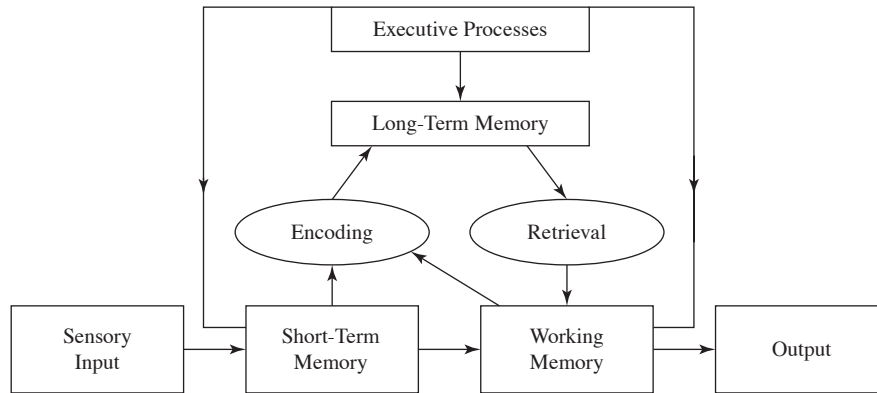 Executive Processes
Long-Term Memory
Encoding
Retrieval
Sensory
Input
Short-Term
Memory
Working
Memory
Output